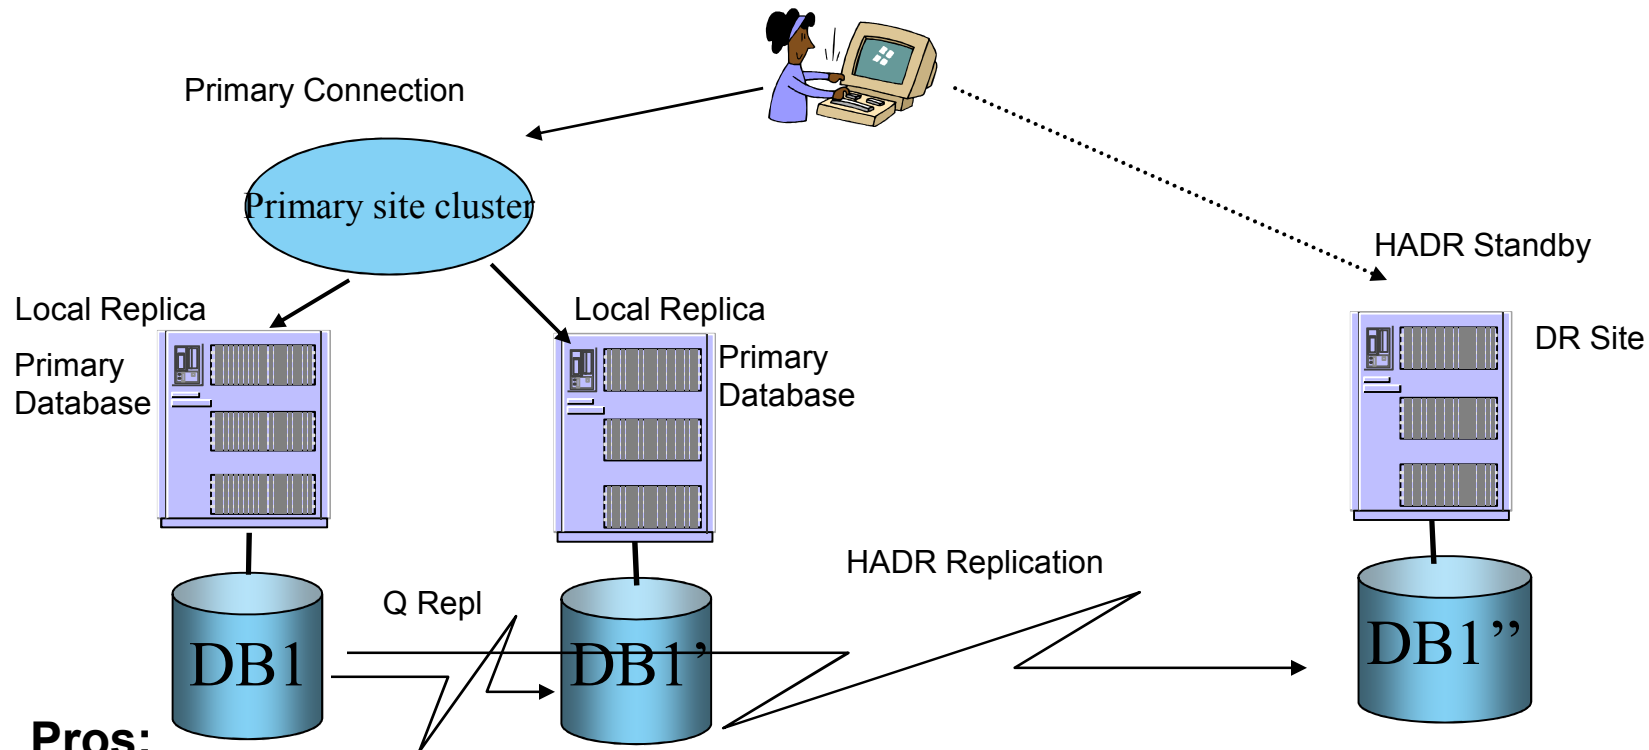 Primary Connection
Primary site cluster
HADR Standby
Local Replica
Local Replica
DR Site
Primary
Database
Primary
Database
HADR Replication
Q Repl
DB1
DB1’
DB1’’
Pros: